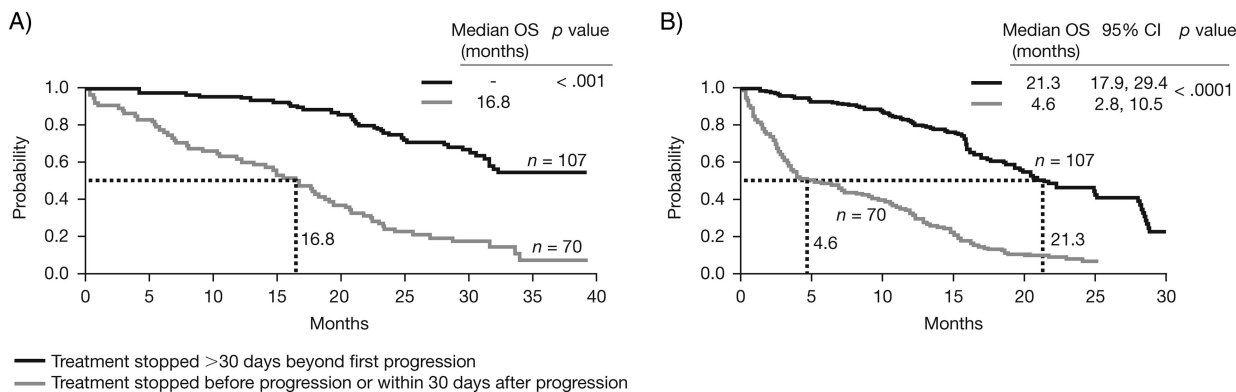 A)
Median OS p value
(months)
- < .001
16.8
1.0
0.8
0.6
0.4
0.2
0.0
Probability
n = 107
n = 70
16.8
0 5 10 15 20 25 30 35 40
Months
B)
Median OS 95% CI p value
(months)
21.3 17.9, 29.4 < .0001
4.6 2.8, 10.5
1.0
0.8
0.6
0.4
0.2
0.0
Probability
n = 107
n = 70
4.6
21.3
0 5 10 15 20 25 30
Months
Treatment stopped >30 days beyond first progression
Treatment stopped before progression or within 30 days after progression